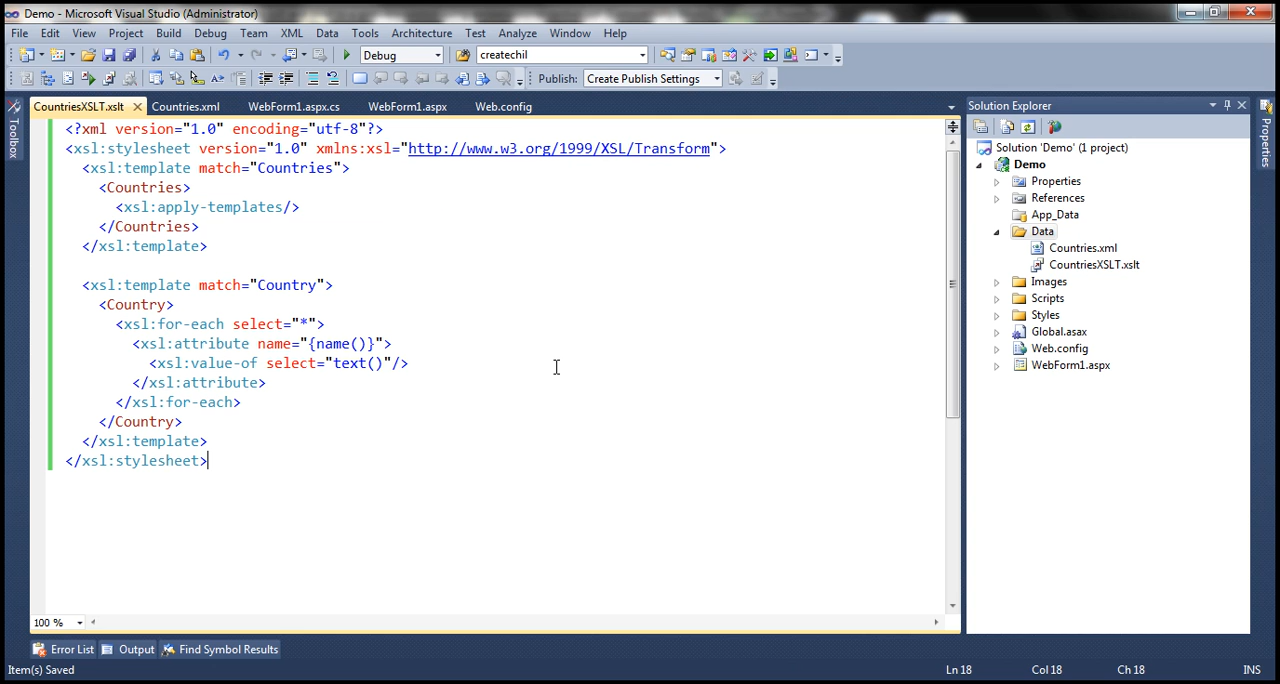 Demo - Microsoft Visual Studio (Administrator)
File Edit View Project Build Debug Team XML Data Tools Architecture Test Analyze Window Help
Debug createchil
Publish: Create Publish Settings
CountriesXSLT.xslt Countries.xml WebForm1.aspx.cs WebForm1.aspx Web.config
Toolbox
<?xml version="1.0" encoding="utf-8"?>
<xsl:stylesheet version="1.0" xmlns:xsl="http://www.w3.org/1999/XSL/Transform">
<xsl:template match="Countries">
<Countries>
<xsl:apply-templates/>
</Countries>
</xsl:template>
<xsl:template match="Country">
<Country>
<xsl:for-each select="*">
<xsl:attribute name="{name()}">
<xsl:value-of select="text()"/>
</xsl:attribute>
</xsl:for-each>
</Country>
</xsl:template>
</xsl:stylesheet>
100 %
Solution Explorer
Solution 'Demo' (1 project)
Demo
Properties
References
App_Data
Data
Countries.xml
CountriesXSLT.xslt
Images
Scripts
Styles
Global.asax
Web.config
WebForm1.aspx
Properties
Error List Output Find Symbol Results
Item(s) Saved Ln 18 Col 18 Ch 18 INS